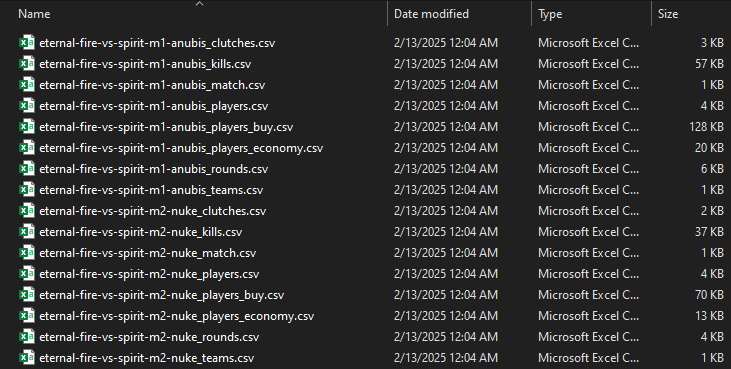 Name Date modified Type Size
eternal-fire-vs-spirit-m1-anubis_clutches.csv 2/13/2025 12:04 AM Microsoft Excel C... 3 KB
eternal-fire-vs-spirit-m1-anubis_kills.csv 2/13/2025 12:04 AM Microsoft Excel C... 57 KB
eternal-fire-vs-spirit-m1-anubis_match.csv 2/13/2025 12:04 AM Microsoft Excel C... 1 KB
eternal-fire-vs-spirit-m1-anubis_players.csv 2/13/2025 12:04 AM Microsoft Excel C... 4 KB
eternal-fire-vs-spirit-m1-anubis_players_buy.csv 2/13/2025 12:04 AM Microsoft Excel C... 128 KB
eternal-fire-vs-spirit-m1-anubis_players_economy.csv 2/13/2025 12:04 AM Microsoft Excel C... 20 KB
eternal-fire-vs-spirit-m1-anubis_rounds.csv 2/13/2025 12:04 AM Microsoft Excel C... 6 KB
eternal-fire-vs-spirit-m1-anubis_teams.csv 2/13/2025 12:04 AM Microsoft Excel C... 1 KB
eternal-fire-vs-spirit-m2-nuke_clutches.csv 2/13/2025 12:04 AM Microsoft Excel C... 2 KB
eternal-fire-vs-spirit-m2-nuke_kills.csv 2/13/2025 12:04 AM Microsoft Excel C... 37 KB
eternal-fire-vs-spirit-m2-nuke_match.csv 2/13/2025 12:04 AM Microsoft Excel C... 1 KB
eternal-fire-vs-spirit-m2-nuke_players.csv 2/13/2025 12:04 AM Microsoft Excel C... 4 KB
eternal-fire-vs-spirit-m2-nuke_players_buy.csv 2/13/2025 12:04 AM Microsoft Excel C... 70 KB
eternal-fire-vs-spirit-m2-nuke_players_economy.csv 2/13/2025 12:04 AM Microsoft Excel C... 13 KB
eternal-fire-vs-spirit-m2-nuke_rounds.csv 2/13/2025 12:04 AM Microsoft Excel C... 4 KB
eternal-fire-vs-spirit-m2-nuke_teams.csv 2/13/2025 12:04 AM Microsoft Excel C... 1 KB